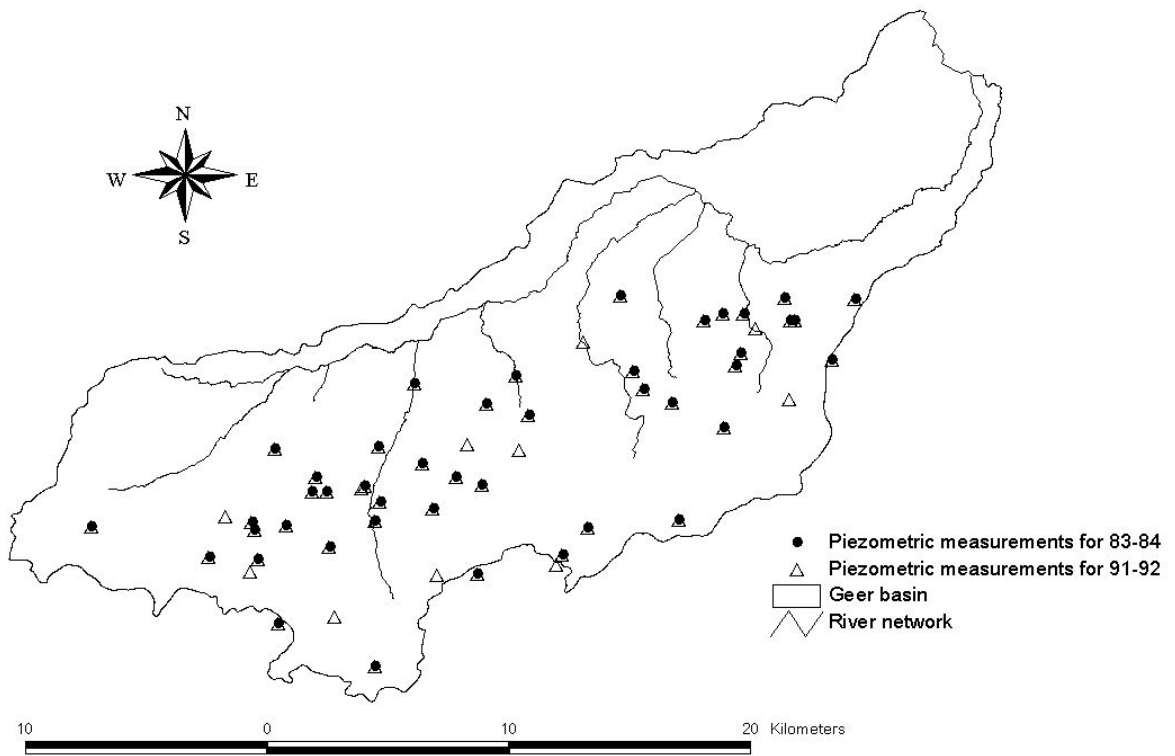 N
W E
S
Piezometric measurements for 83-84
Piezometric measurements for 91-92
Geer basin
River network
10 0 10 20 Kilometers